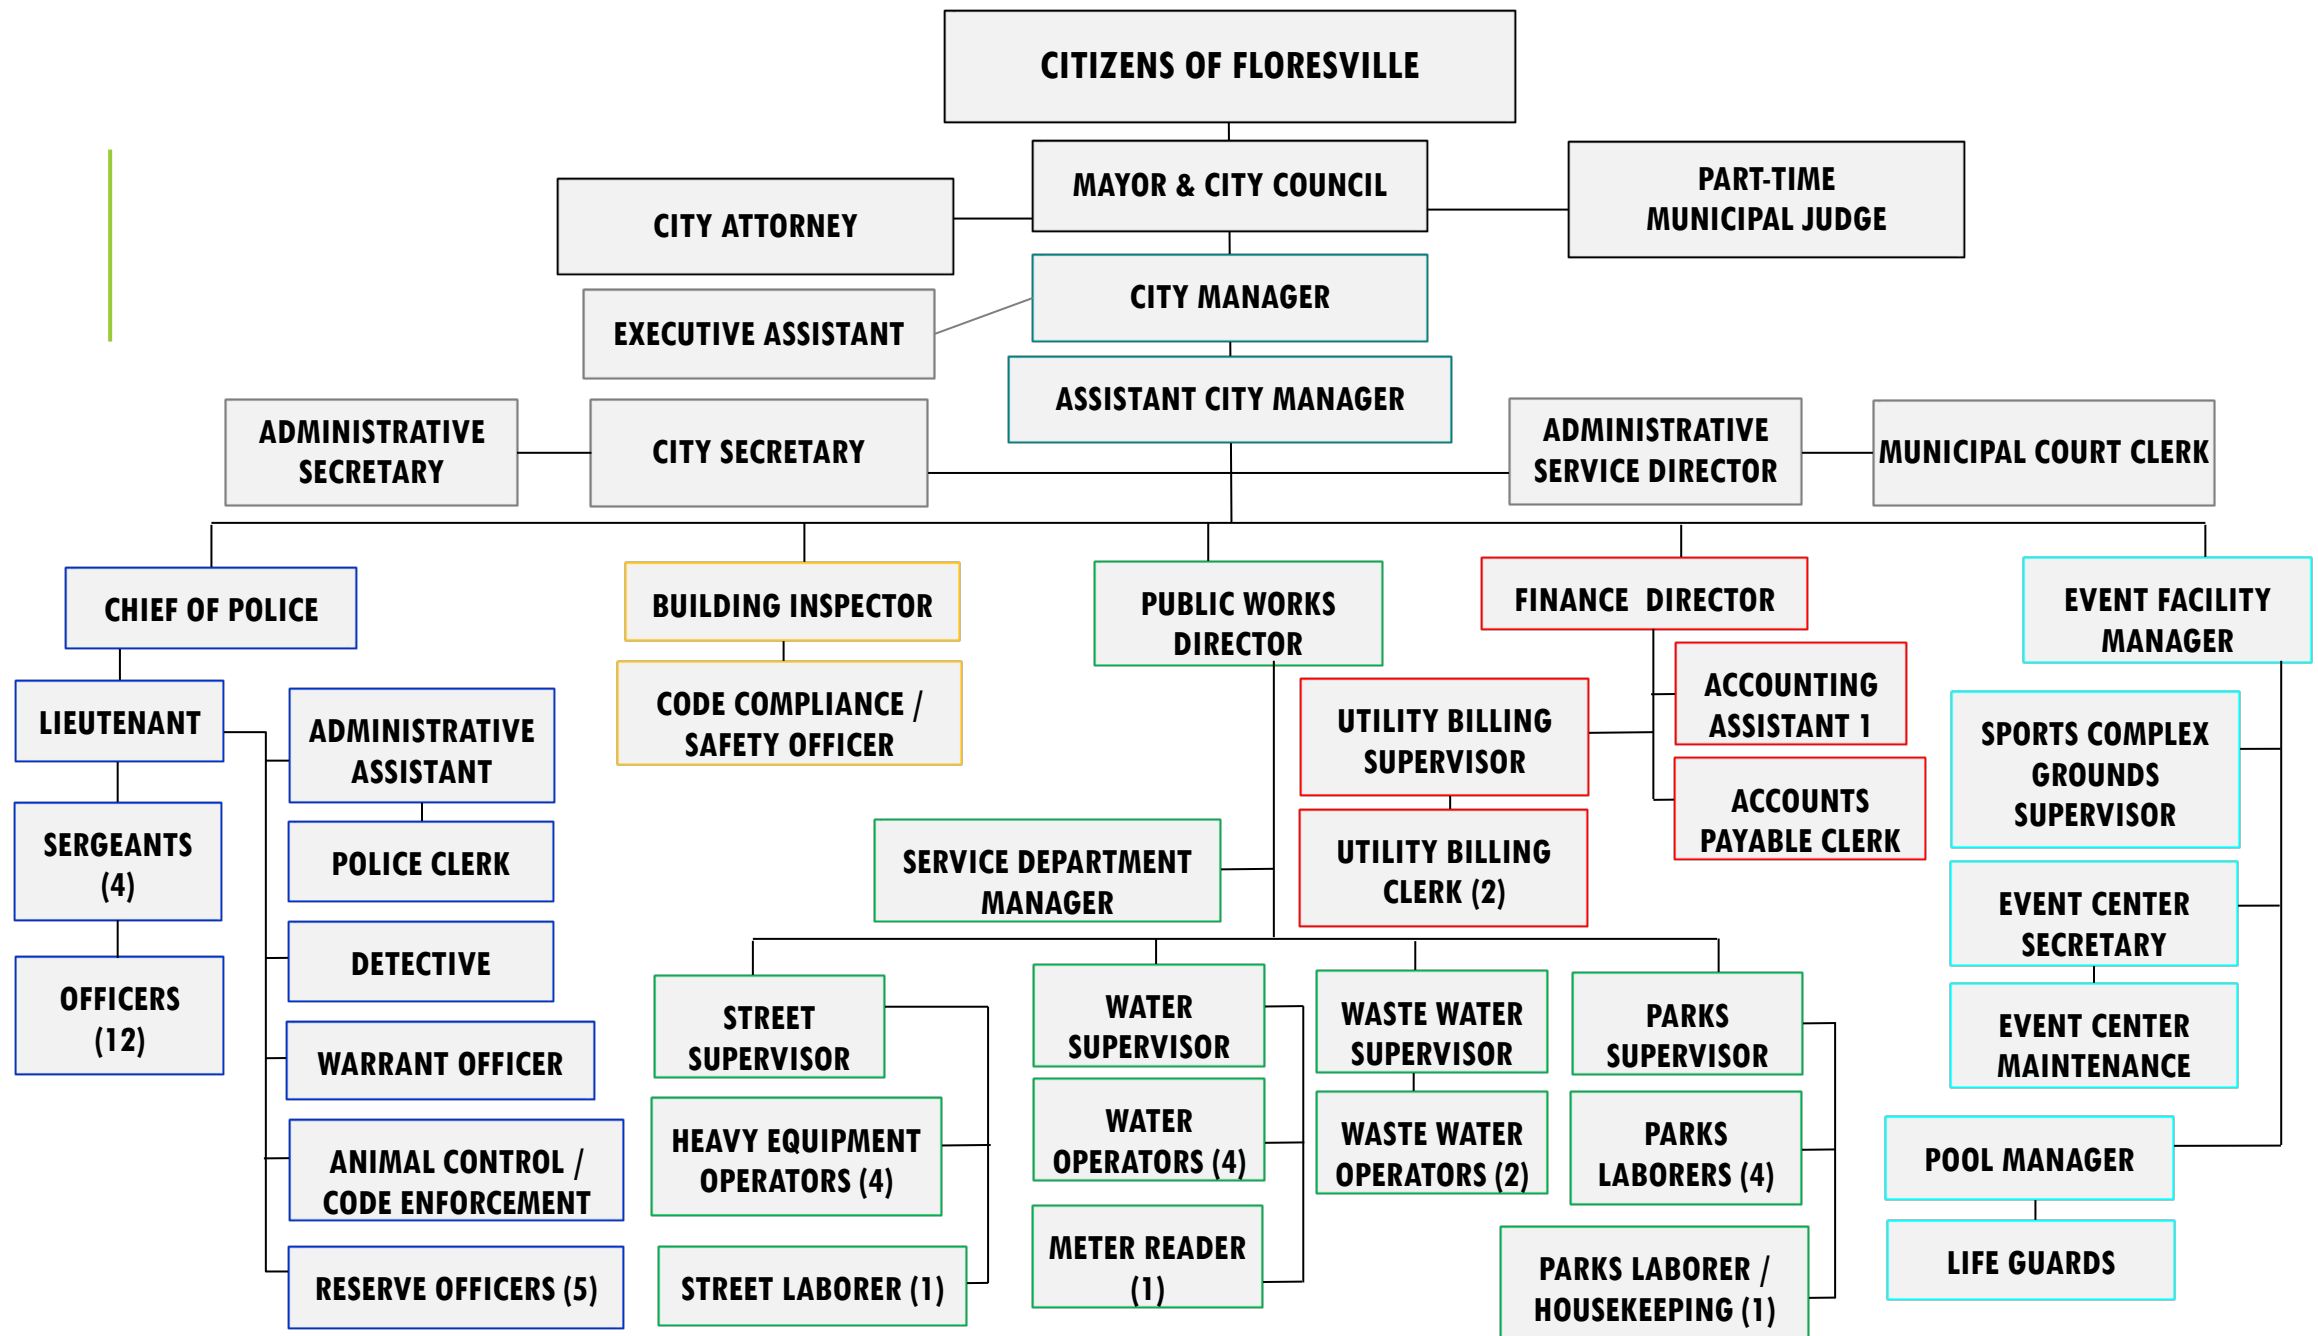 CITIZENS OF FLORESVILLE
MAYOR & CITY COUNCIL
PART-TIME
MUNICIPAL JUDGE
CITY ATTORNEY
CITY MANAGER
EXECUTIVE ASSISTANT
ASSISTANT CITY MANAGER
ADMINISTRATIVE
SECRETARY
CITY SECRETARY
ADMINISTRATIVE
SERVICE DIRECTOR
MUNICIPAL COURT CLERK
CHIEF OF POLICE
BUILDING INSPECTOR
PUBLIC WORKS
DIRECTOR
FINANCE  DIRECTOR
EVENT FACILITY
MANAGER
LIEUTENANT
ADMINISTRATIVE
ASSISTANT
SERGEANTS
(4)
POLICE CLERK
OFFICERS
(12)
DETECTIVE
WARRANT OFFICER
ANIMAL CONTROL /
CODE ENFORCEMENT
RESERVE OFFICERS (5)
CODE COMPLIANCE /
SAFETY OFFICER
SERVICE DEPARTMENT
MANAGER
STREET
SUPERVISOR
HEAVY EQUIPMENT
OPERATORS (4)
STREET LABORER (1)
WATER
SUPERVISOR
WATER
OPERATORS (4)
METER READER
(1)
WASTE WATER
SUPERVISOR
WASTE WATER
OPERATORS (2)
PARKS
SUPERVISOR
PARKS
LABORERS (4)
PARKS LABORER /
HOUSEKEEPING (1)
UTILITY BILLING
SUPERVISOR
UTILITY BILLING
CLERK (2)
ACCOUNTING
ASSISTANT 1
ACCOUNTS
PAYABLE CLERK
SPORTS COMPLEX
GROUNDS
SUPERVISOR
EVENT CENTER
SECRETARY
EVENT CENTER
MAINTENANCE
POOL MANAGER
LIFE GUARDS